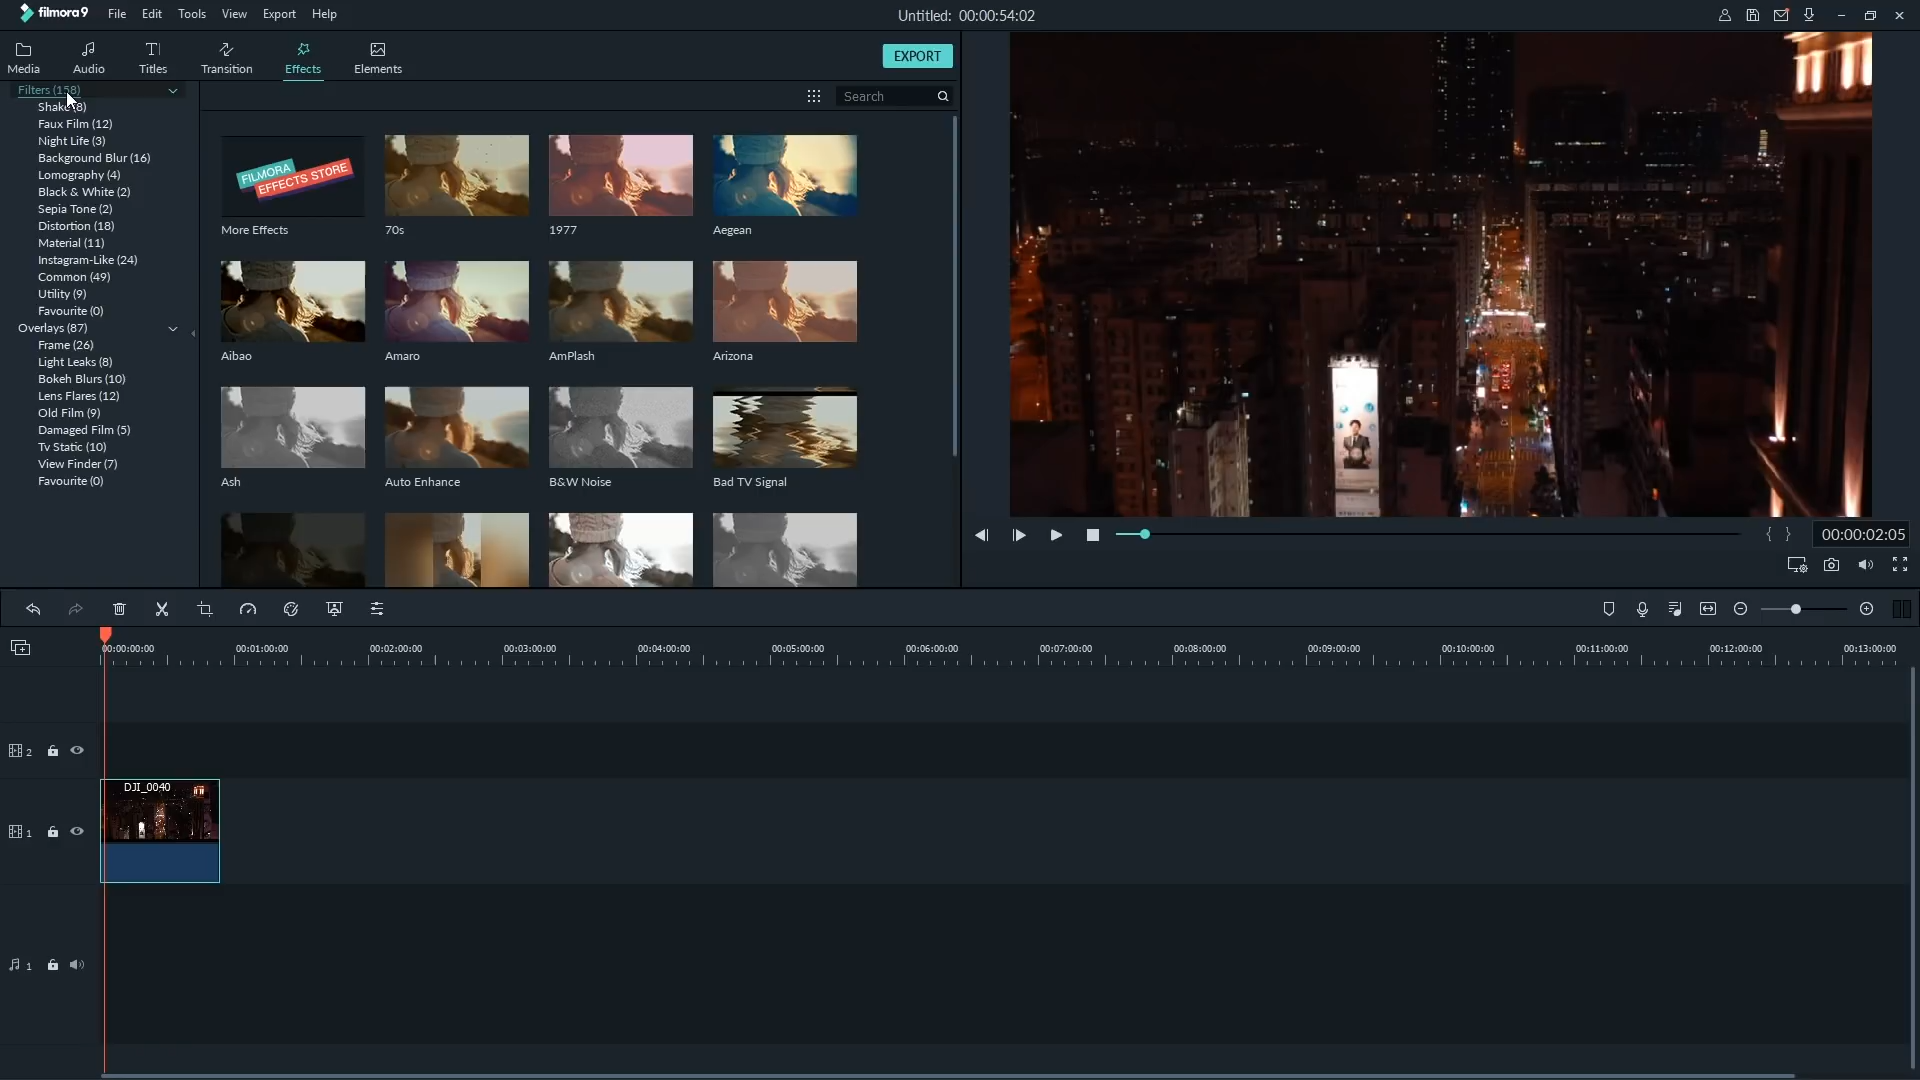 filmora9 File Edit Tools View Export Help Untitled: 00:00:54:02
Media Audio Titles Transition Effects Elements EXPORT
Filters (158)
Shake (8)
Faux Film (12)
Night Life (3)
Background Blur (16)
Lomography (4)
Black & White (2)
Sepia Tone (2)
Distortion (18)
Material (11)
Instagram-Like (24)
Common (49)
Utility (9)
Favourite (0)
Overlays (87)
Frame (26)
Light Leaks (8)
Bokeh Blurs (10)
Lens Flares (12)
Old Film (9)
Damaged Film (5)
Tv Static (10)
View Finder (7)
Favourite (0)
Search
FILMORA
EFFECTS STORE
More Effects 70s 1977 Aegean
Aibao Amaro AmPlash Arizona
Ash Auto Enhance B&W Noise Bad TV Signal
{ } 00:00:02:05
00:00:00:00 00:01:00:00 00:02:00:00 00:03:00:00 00:04:00:00 00:05:00:00 00:06:00:00 00:07:00:00 00:08:00:00 00:09:00:00 00:10:00:00 00:11:00:00 00:12:00:00 00:13:00:00
2
DJI_0040
1
1